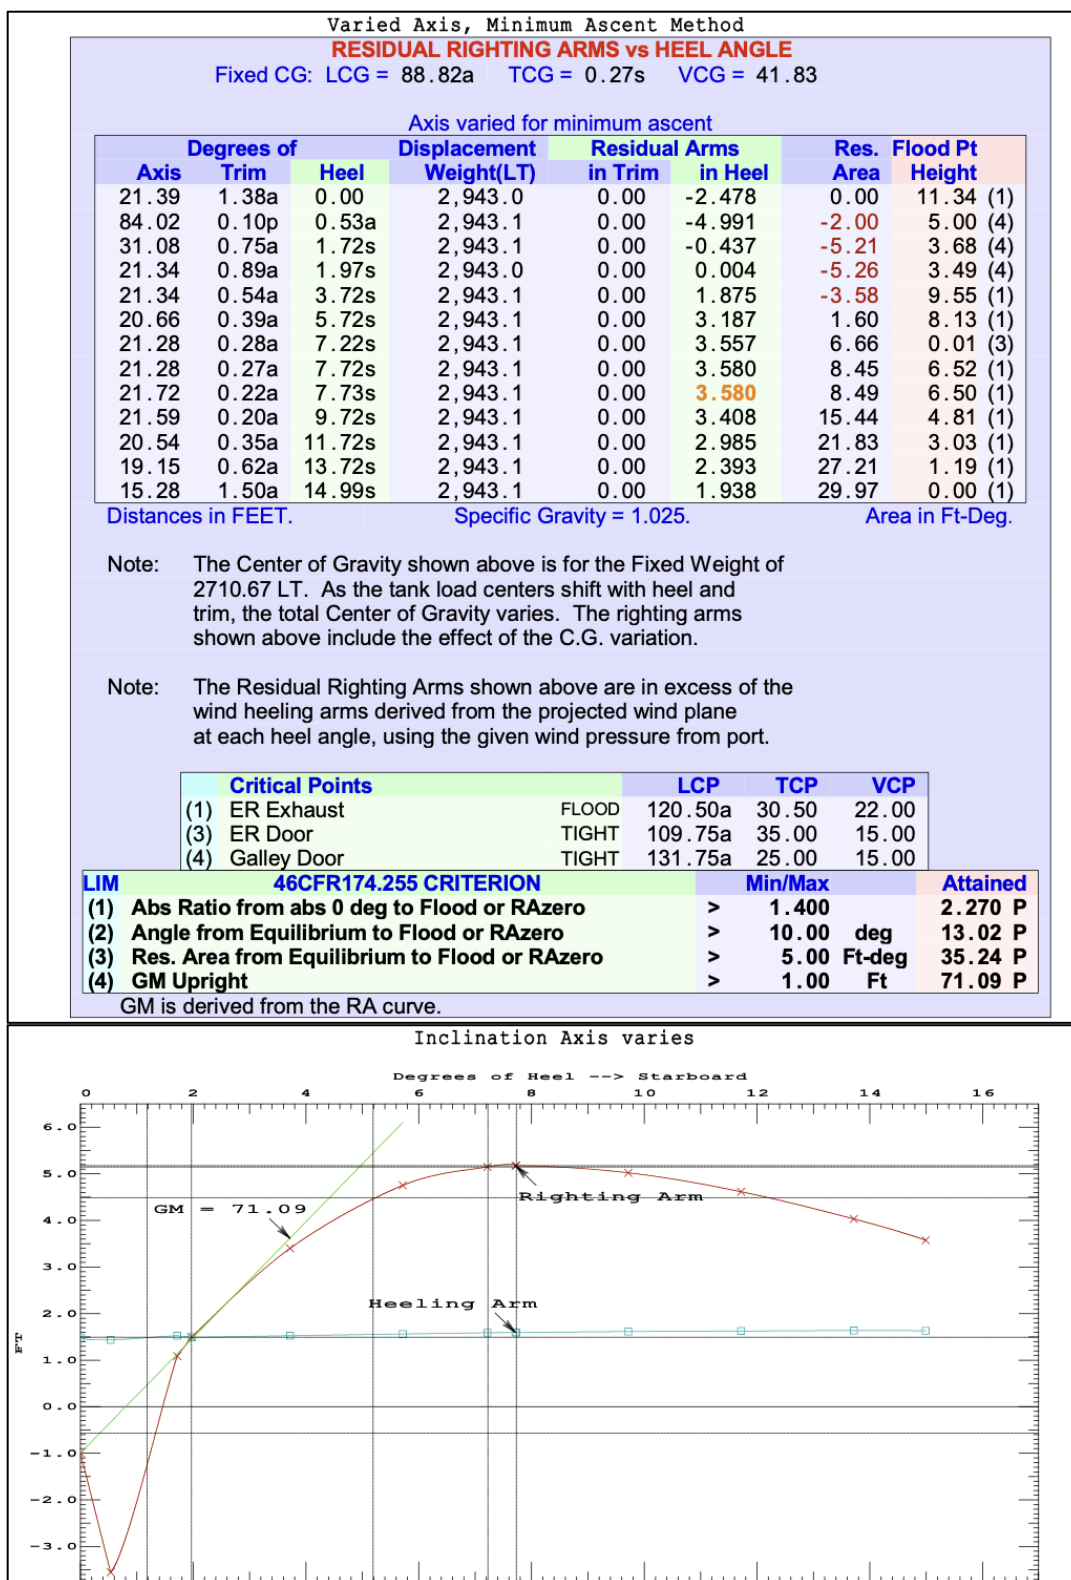 Varied Axis, Minimum Ascent Method
RESIDUAL RIGHTING ARMS vs HEEL ANGLE
Fixed CG: LCG = 88.82a TCG = 0.27s VCG = 41.83
Axis varied for minimum ascent
Degrees of Displacement Residual Arms Res. Flood Pt
Axis Trim Heel Weight(LT) in Trim in Heel Area Height
21.39 1.38a 0.00 2,943.0 0.00 -2.478 0.00 11.34 (1)
84.02 0.10p 0.53a 2,943.1 0.00 -4.991 -2.00 5.00 (4)
31.08 0.75a 1.72s 2,943.1 0.00 -0.437 -5.21 3.68 (4)
21.34 0.89a 1.97s 2,943.0 0.00 0.004 -5.26 3.49 (4)
21.34 0.54a 3.72s 2,943.1 0.00 1.875 -3.58 9.55 (1)
20.66 0.39a 5.72s 2,943.1 0.00 3.187 1.60 8.13 (1)
21.28 0.28a 7.22s 2,943.1 0.00 3.557 6.66 0.01 (3)
21.28 0.27a 7.72s 2,943.1 0.00 3.580 8.45 6.52 (1)
21.72 0.22a 7.73s 2,943.1 0.00 3.580 8.49 6.50 (1)
21.59 0.20a 9.72s 2,943.1 0.00 3.408 15.44 4.81 (1)
20.54 0.35a 11.72s 2,943.1 0.00 2.985 21.83 3.03 (1)
19.15 0.62a 13.72s 2,943.1 0.00 2.393 27.21 1.19 (1)
15.28 1.50a 14.99s 2,943.1 0.00 1.938 29.97 0.00 (1)
Distances in FEET. Specific Gravity = 1.025. Area in Ft-Deg.
Note: The Center of Gravity shown above is for the Fixed Weight of
2710.67 LT. As the tank load centers shift with heel and
trim, the total Center of Gravity varies. The righting arms
shown above include the effect of the C.G. variation.
Note: The Residual Righting Arms shown above are in excess of the
wind heeling arms derived from the projected wind plane
at each heel angle, using the given wind pressure from port.
Critical Points LCP TCP VCP
(1) ER Exhaust FLOOD 120.50a 30.50 22.00
(3) ER Door TIGHT 109.75a 35.00 15.00
(4) Galley Door TIGHT 131.75a 25.00 15.00
LIM 46CFR174.255 CRITERION Min/Max Attained
(1) Abs Ratio from abs 0 deg to Flood or RAzero > 1.400 2.270 P
(2) Angle from Equilibrium to Flood or RAzero > 10.00 deg 13.02 P
(3) Res. Area from Equilibrium to Flood or RAzero > 5.00 Ft-deg 35.24 P
(4) GM Upright > 1.00 Ft 71.09 P
GM is derived from the RA curve.
Inclination Axis varies
Degrees of Heel --> Starboard
0 2 4 6 8 10 12 14 16
6.0
5.0
Righting Arm
GM = 71.09
4.0
3.0
2.0
Heeling Arm
FT
1.0
0.0
-1.0
-2.0
-3.0